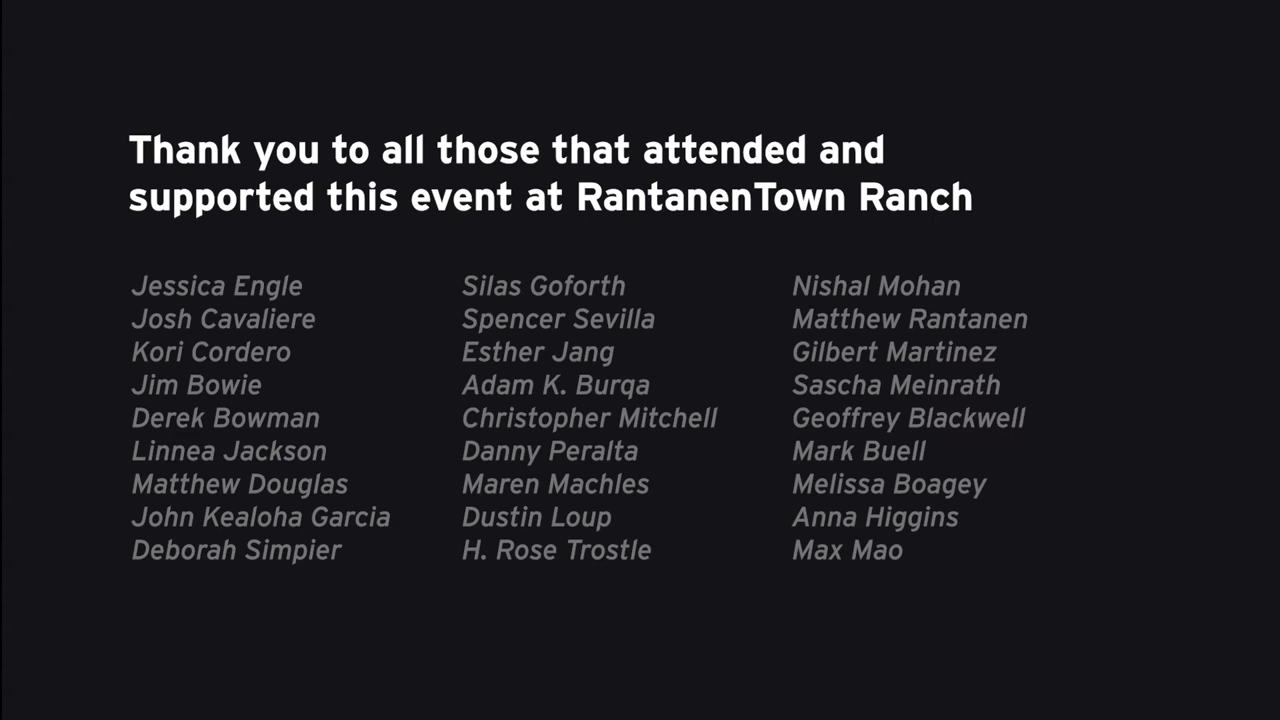 Thank you to all those that attended and
supported this event at RantanenTown Ranch
Jessica Engle
Josh Cavaliere
Kori Cordero
Jim Bowie
Derek Bowman
Linnea Jackson
Matthew Douglas
John Kealoha Garcia
Deborah Simpier
Silas Goforth
Spencer Sevilla
Esther Jang
Adam K. Burqa
Christopher Mitchell
Danny Peralta
Maren Machles
Dustin Loup
H. Rose Trostle
Nishal Mohan
Matthew Rantanen
Gilbert Martinez
Sascha Meinrath
Geoffrey Blackwell
Mark Buell
Melissa Boagey
Anna Higgins
Max Mao